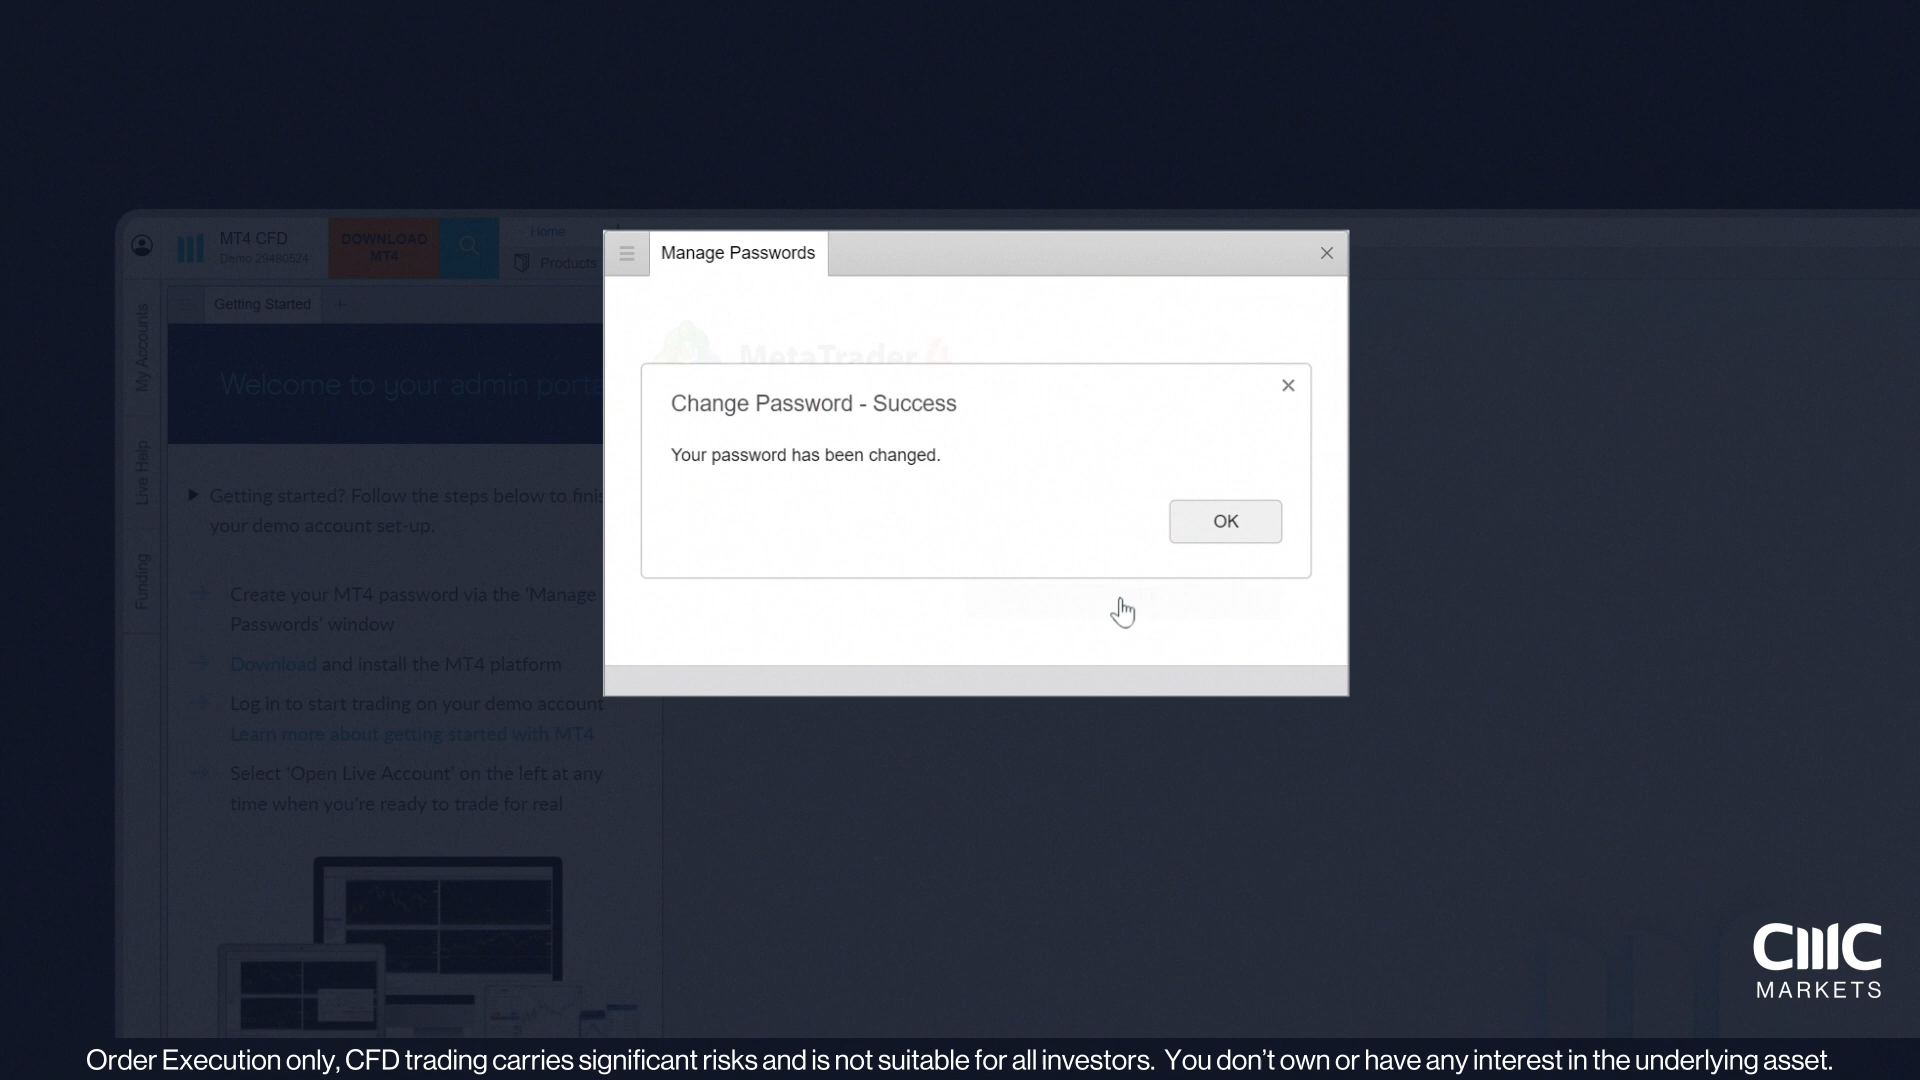 MT4 CFD
Demo 29480524
DOWNLOAD
MT4
Home
Products
Getting Started +
My Accounts
Live Help
Funding
Welcome to your admin porta
Getting started? Follow the steps below to finis
your demo account set-up.
Create your MT4 password via the 'Manage
Passwords' window
Download and install the MT4 platform
Log in to start trading on your demo account
Learn more about getting started with MT4
Select 'Open Live Account' on the left at any
time when you're ready to trade for real
Manage Passwords
MetaTrader 4
Change Password - Success
Your password has been changed.
OK
CMC
MARKETS
Order Execution only, CFD trading carries significant risks and is not suitable for all investors. You don't own or have any interest in the underlying asset.